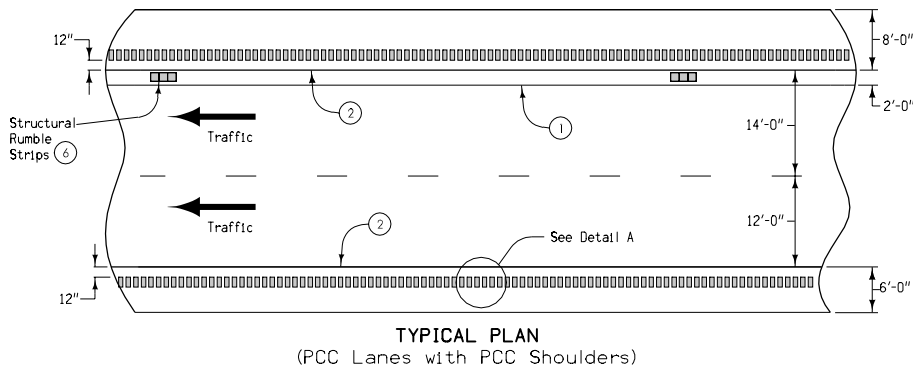 12"
8'-0"
2'-0"
Structural
Rumble
Strips 6
Traffic
2
1
14'-0"
Traffic
2
See Detail A
12'-0"
12"
6'-0"
TYPICAL PLAN
(PCC Lanes with PCC Shoulders)